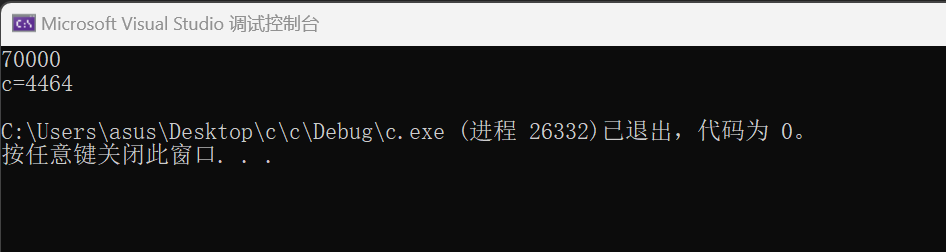 Microsoft Visual Studio 调试控制台
70000
c=4464
C:\Users\asus\Desktop\c\c\Debug\c.exe (进程 26332)已退出，代码为 0。
按任意键关闭此窗口. . .